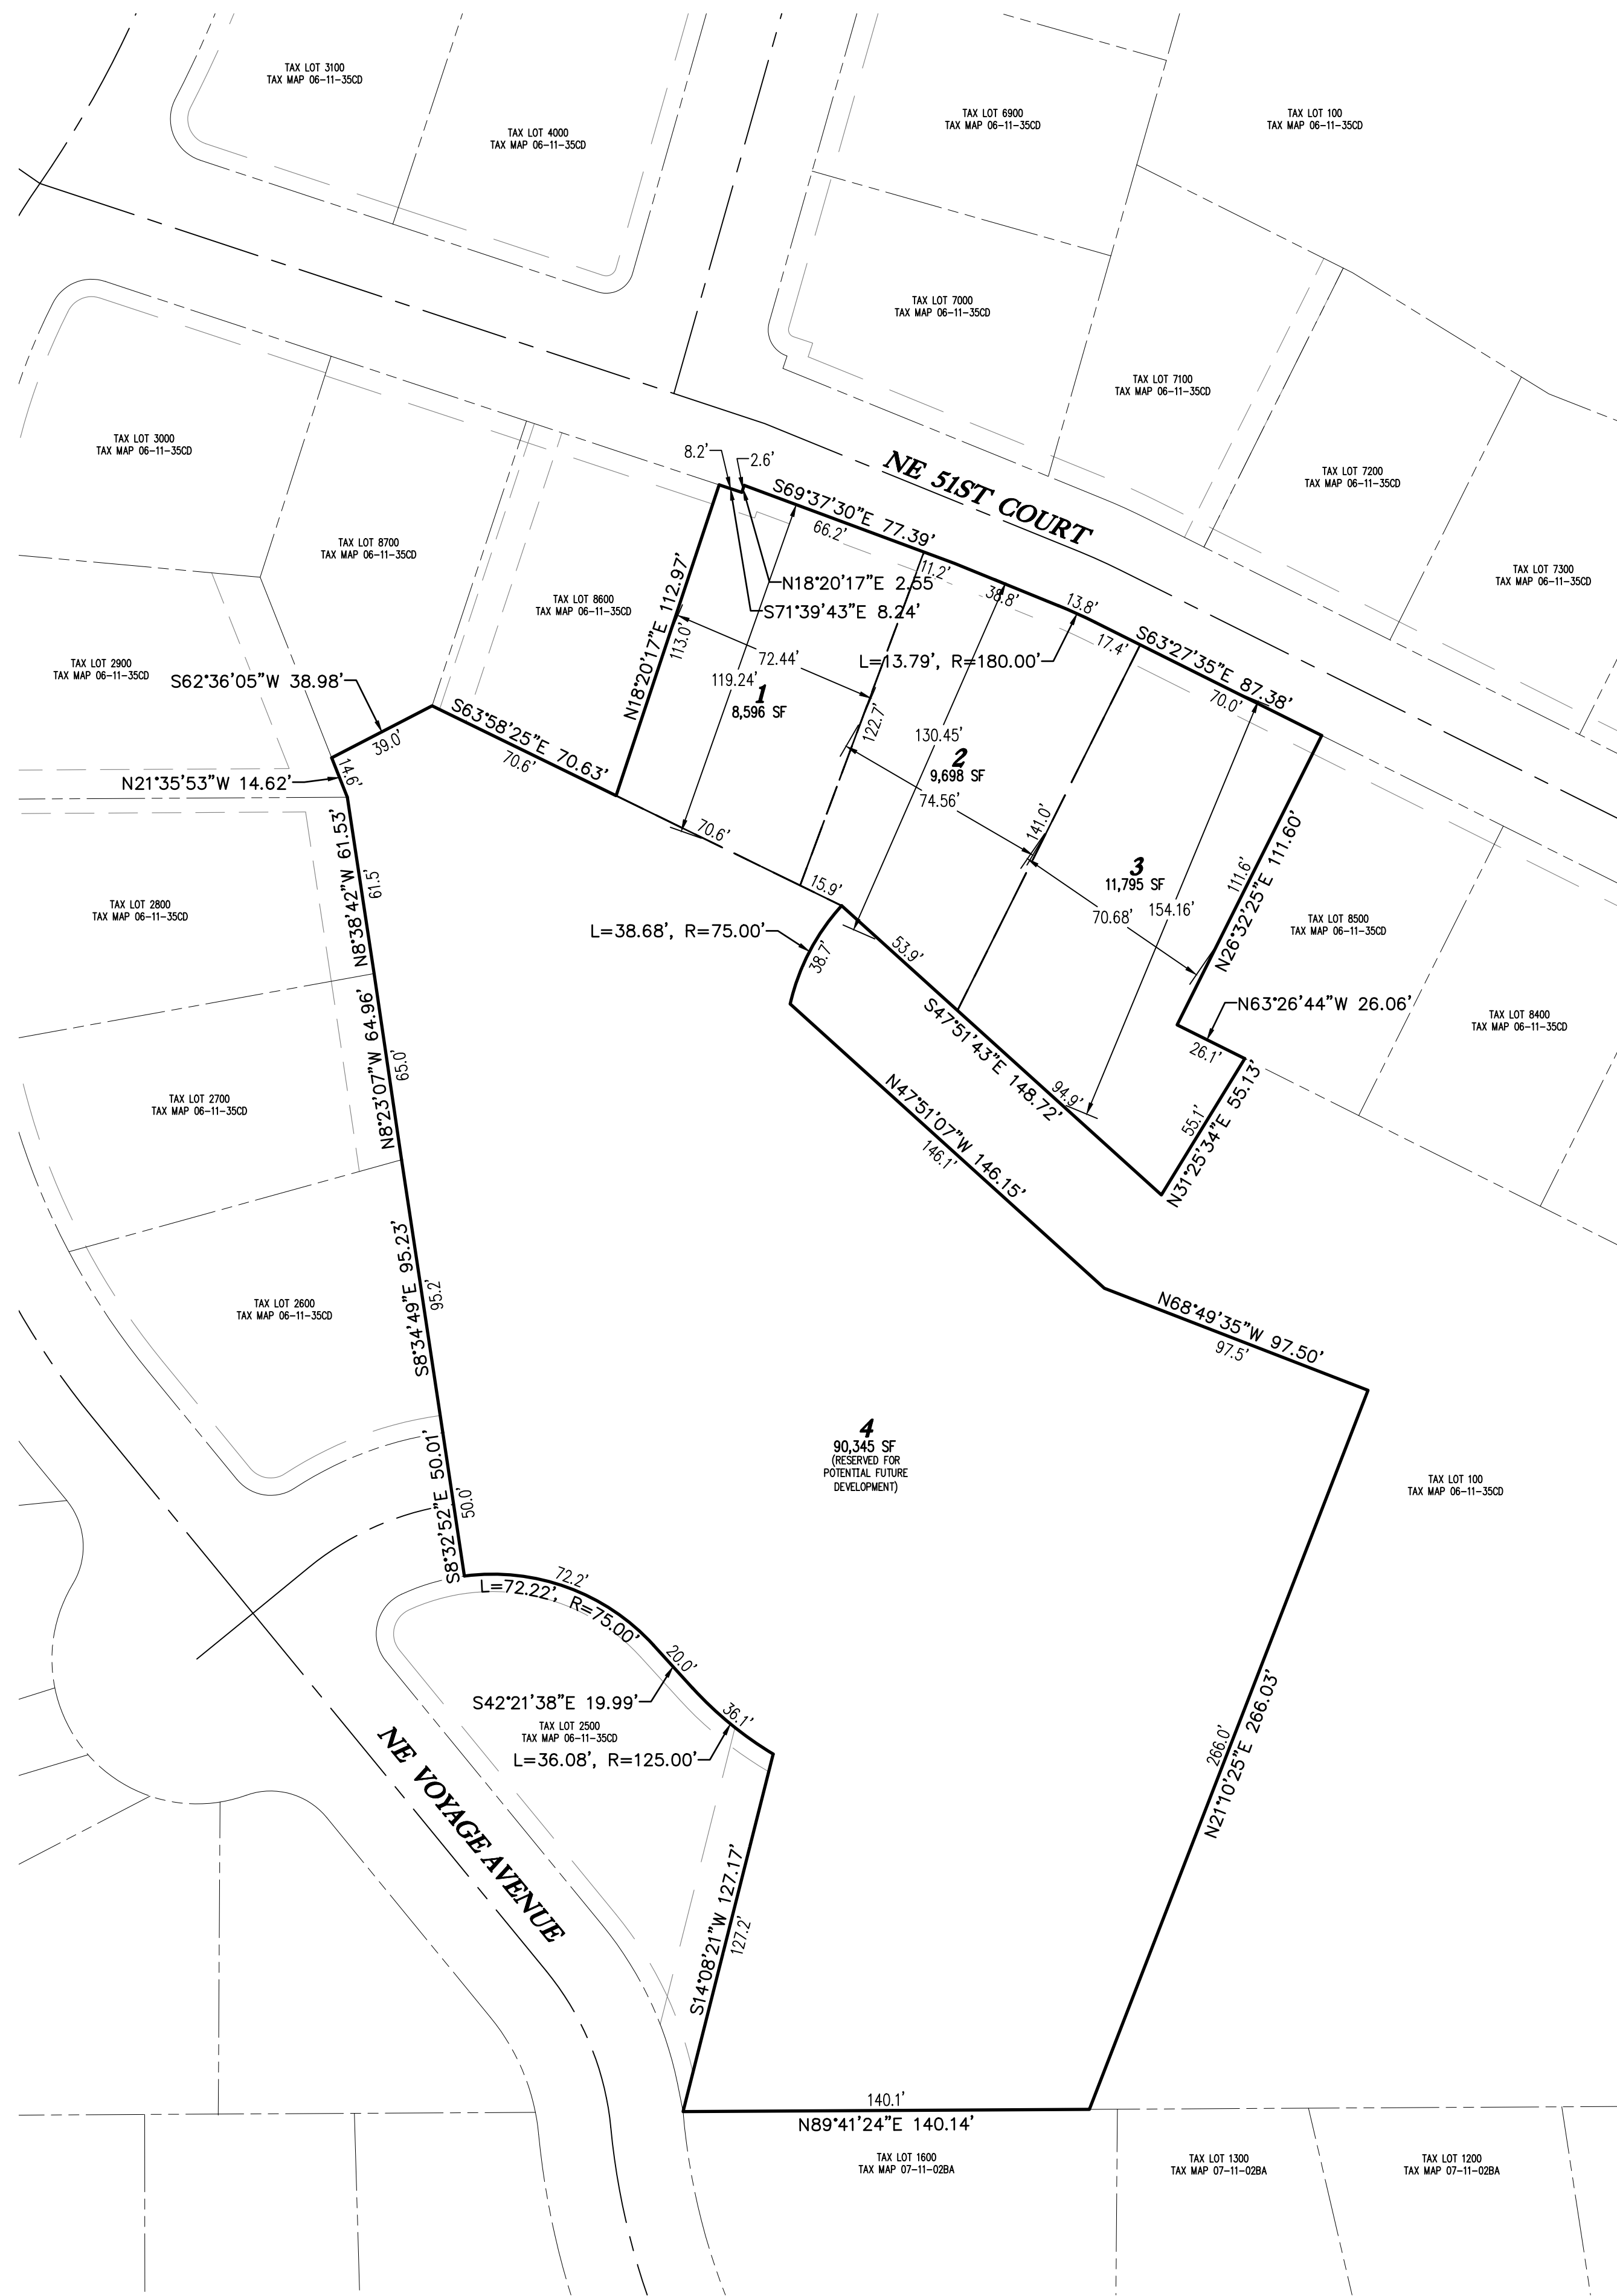 TAX LOT 3100
TAX MAP 06-11-35CD
TAX LOT 4000
TAX MAP 06-11-35CD
TAX LOT 6900
TAX MAP 06-11-35CD
TAX LOT 100
TAX MAP 06-11-35CD
TAX LOT 7000
TAX MAP 06-11-35CD
TAX LOT 7100
TAX MAP 06-11-35CD
TAX LOT 7200
TAX MAP 06-11-35CD
TAX LOT 7300
TAX MAP 06-11-35CD
TAX LOT 3000
TAX MAP 06-11-35CD
TAX LOT 8700
TAX MAP 06-11-35CD
TAX LOT 8600
TAX MAP 06-11-35CD
TAX LOT 2900
TAX MAP 06-11-35CD
NE 51ST COURT
8.2'
2.6'
S69°37'30"E 77.39'
66.2'
11.2'
38.8'
13.8'
17.4'
N18°20'17"E 2.55'
S71°39'43"E 8.24'
L=13.79', R=180.00'
S63°27'35"E 87.38'
70.0'
N18°20'17"E 112.97'
113.0'
72.44'
119.24'
1
8,596 SF
122.7'
130.45'
2
9,698 SF
74.56'
141.0'
3
11,795 SF
70.68'
154.16'
111.6'
N26°32'25"E 111.60'
TAX LOT 8500
TAX MAP 06-11-35CD
TAX LOT 8400
TAX MAP 06-11-35CD
N63°26'44"W 26.06'
26.1'
55.1'
N31°25'34"E 55.13'
S62°36'05"W 38.98'
39.0'
S63°58'25"E 70.63'
70.6'
70.6'
15.9'
N21°35'53"W 14.62'
14.6'
N8°38'42"W 61.53'
61.5'
L=38.68', R=75.00'
38.7'
53.9'
S47°51'43"E 148.72'
94.9'
N47°51'07"W 146.15'
146.1'
N68°49'35"W 97.50'
97.5'
TAX LOT 2800
TAX MAP 06-11-35CD
N8°23'07"W 64.96'
65.0'
TAX LOT 2700
TAX MAP 06-11-35CD
S8°34'49"E 95.23'
95.2'
TAX LOT 2600
TAX MAP 06-11-35CD
4
90,345 SF
(RESERVED FOR
POTENTIAL FUTURE
DEVELOPMENT)
TAX LOT 100
TAX MAP 06-11-35CD
S8°32'52"E 50.01'
50.0'
72.2'
L=72.22', R=75.00'
20.0'
S42°21'38"E 19.99'
TAX LOT 2500
TAX MAP 06-11-35CD
36.1'
L=36.08', R=125.00'
NE VOYAGE AVENUE
S14°08'21"W 127.17'
127.2'
266.0'
N21°10'25"E 266.03'
140.1'
N89°41'24"E 140.14'
TAX LOT 1600
TAX MAP 07-11-02BA
TAX LOT 1300
TAX MAP 07-11-02BA
TAX LOT 1200
TAX MAP 07-11-02BA